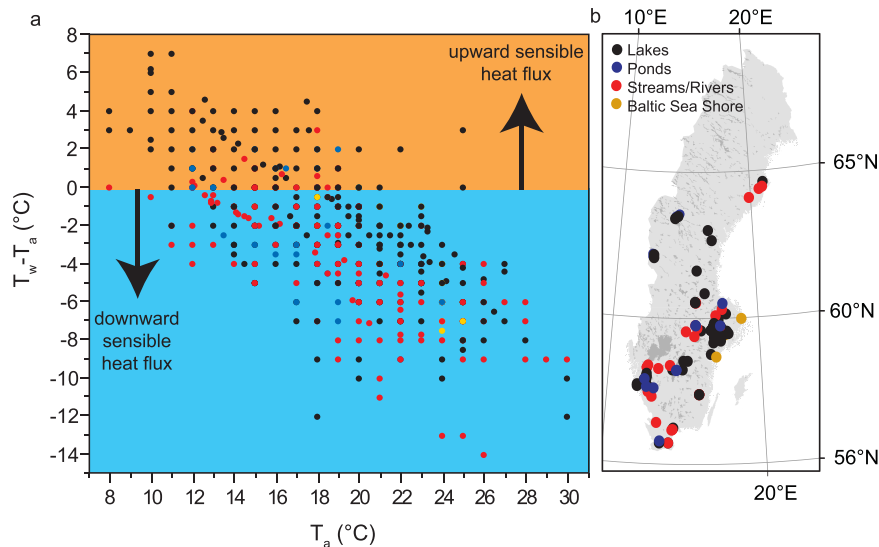 a
8
6
4
2
0
-2
-4
-6
-8
-10
-12
-14
Tw-Ta (°C)
upward sensible
heat flux
downward
sensible
heat flux
8 10 12 14 16 18 20 22 24 26 28 30
Ta (°C)
b
10°E 20°E
Lakes
Ponds
Streams/Rivers
Baltic Sea Shore
65°N
60°N
56°N
20°E